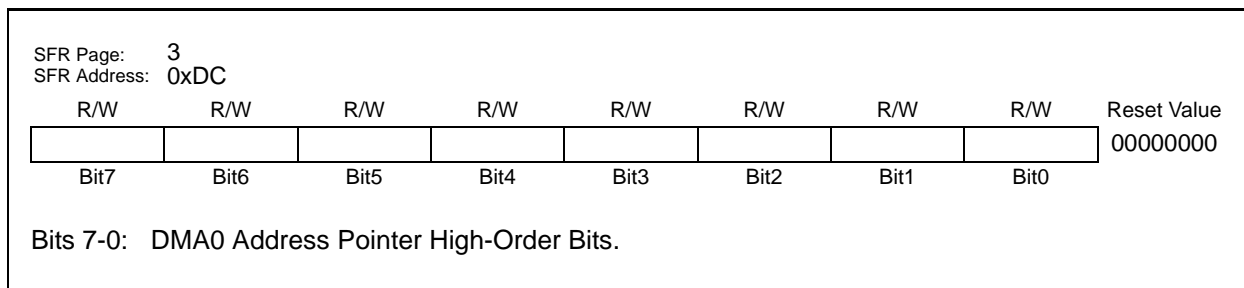 SFR Page: 3
SFR Address: 0xDC
R/W R/W R/W R/W R/W R/W R/W R/W Reset Value
00000000
Bit7 Bit6 Bit5 Bit4 Bit3 Bit2 Bit1 Bit0
Bits 7-0: DMA0 Address Pointer High-Order Bits.